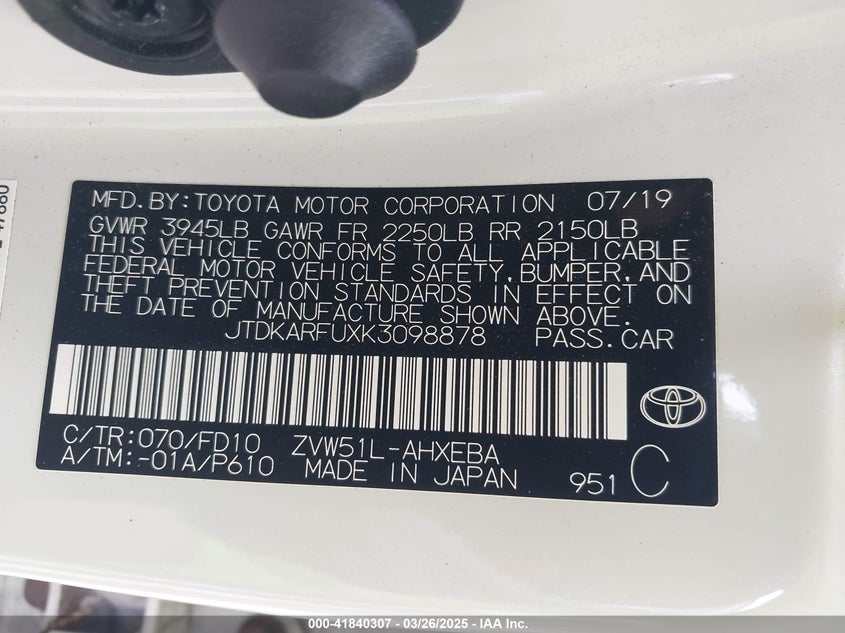 MFD.BY:TOYOTA MOTOR CORPORATION 07/19
GVWR 3945LB GAWR FR 2250LB RR 2150LB
THIS VEHICLE CONFORMS TO ALL APPLICABLE
FEDERAL MOTOR VEHICLE SAFETY,BUMPER,AND
THEFT PREVENTION STANDARDS IN EFFECT ON
THE DATE OF MANUFACTURE SHOWN ABOVE.
JTDKARFUXK3098878 PASS.CAR
C/TR:070/FD10 ZVW51L-AHXEBA
A/TM:-01A/P610 MADE IN JAPAN 951 C
000-41840307 - 03/26/2025 - IAA Inc.